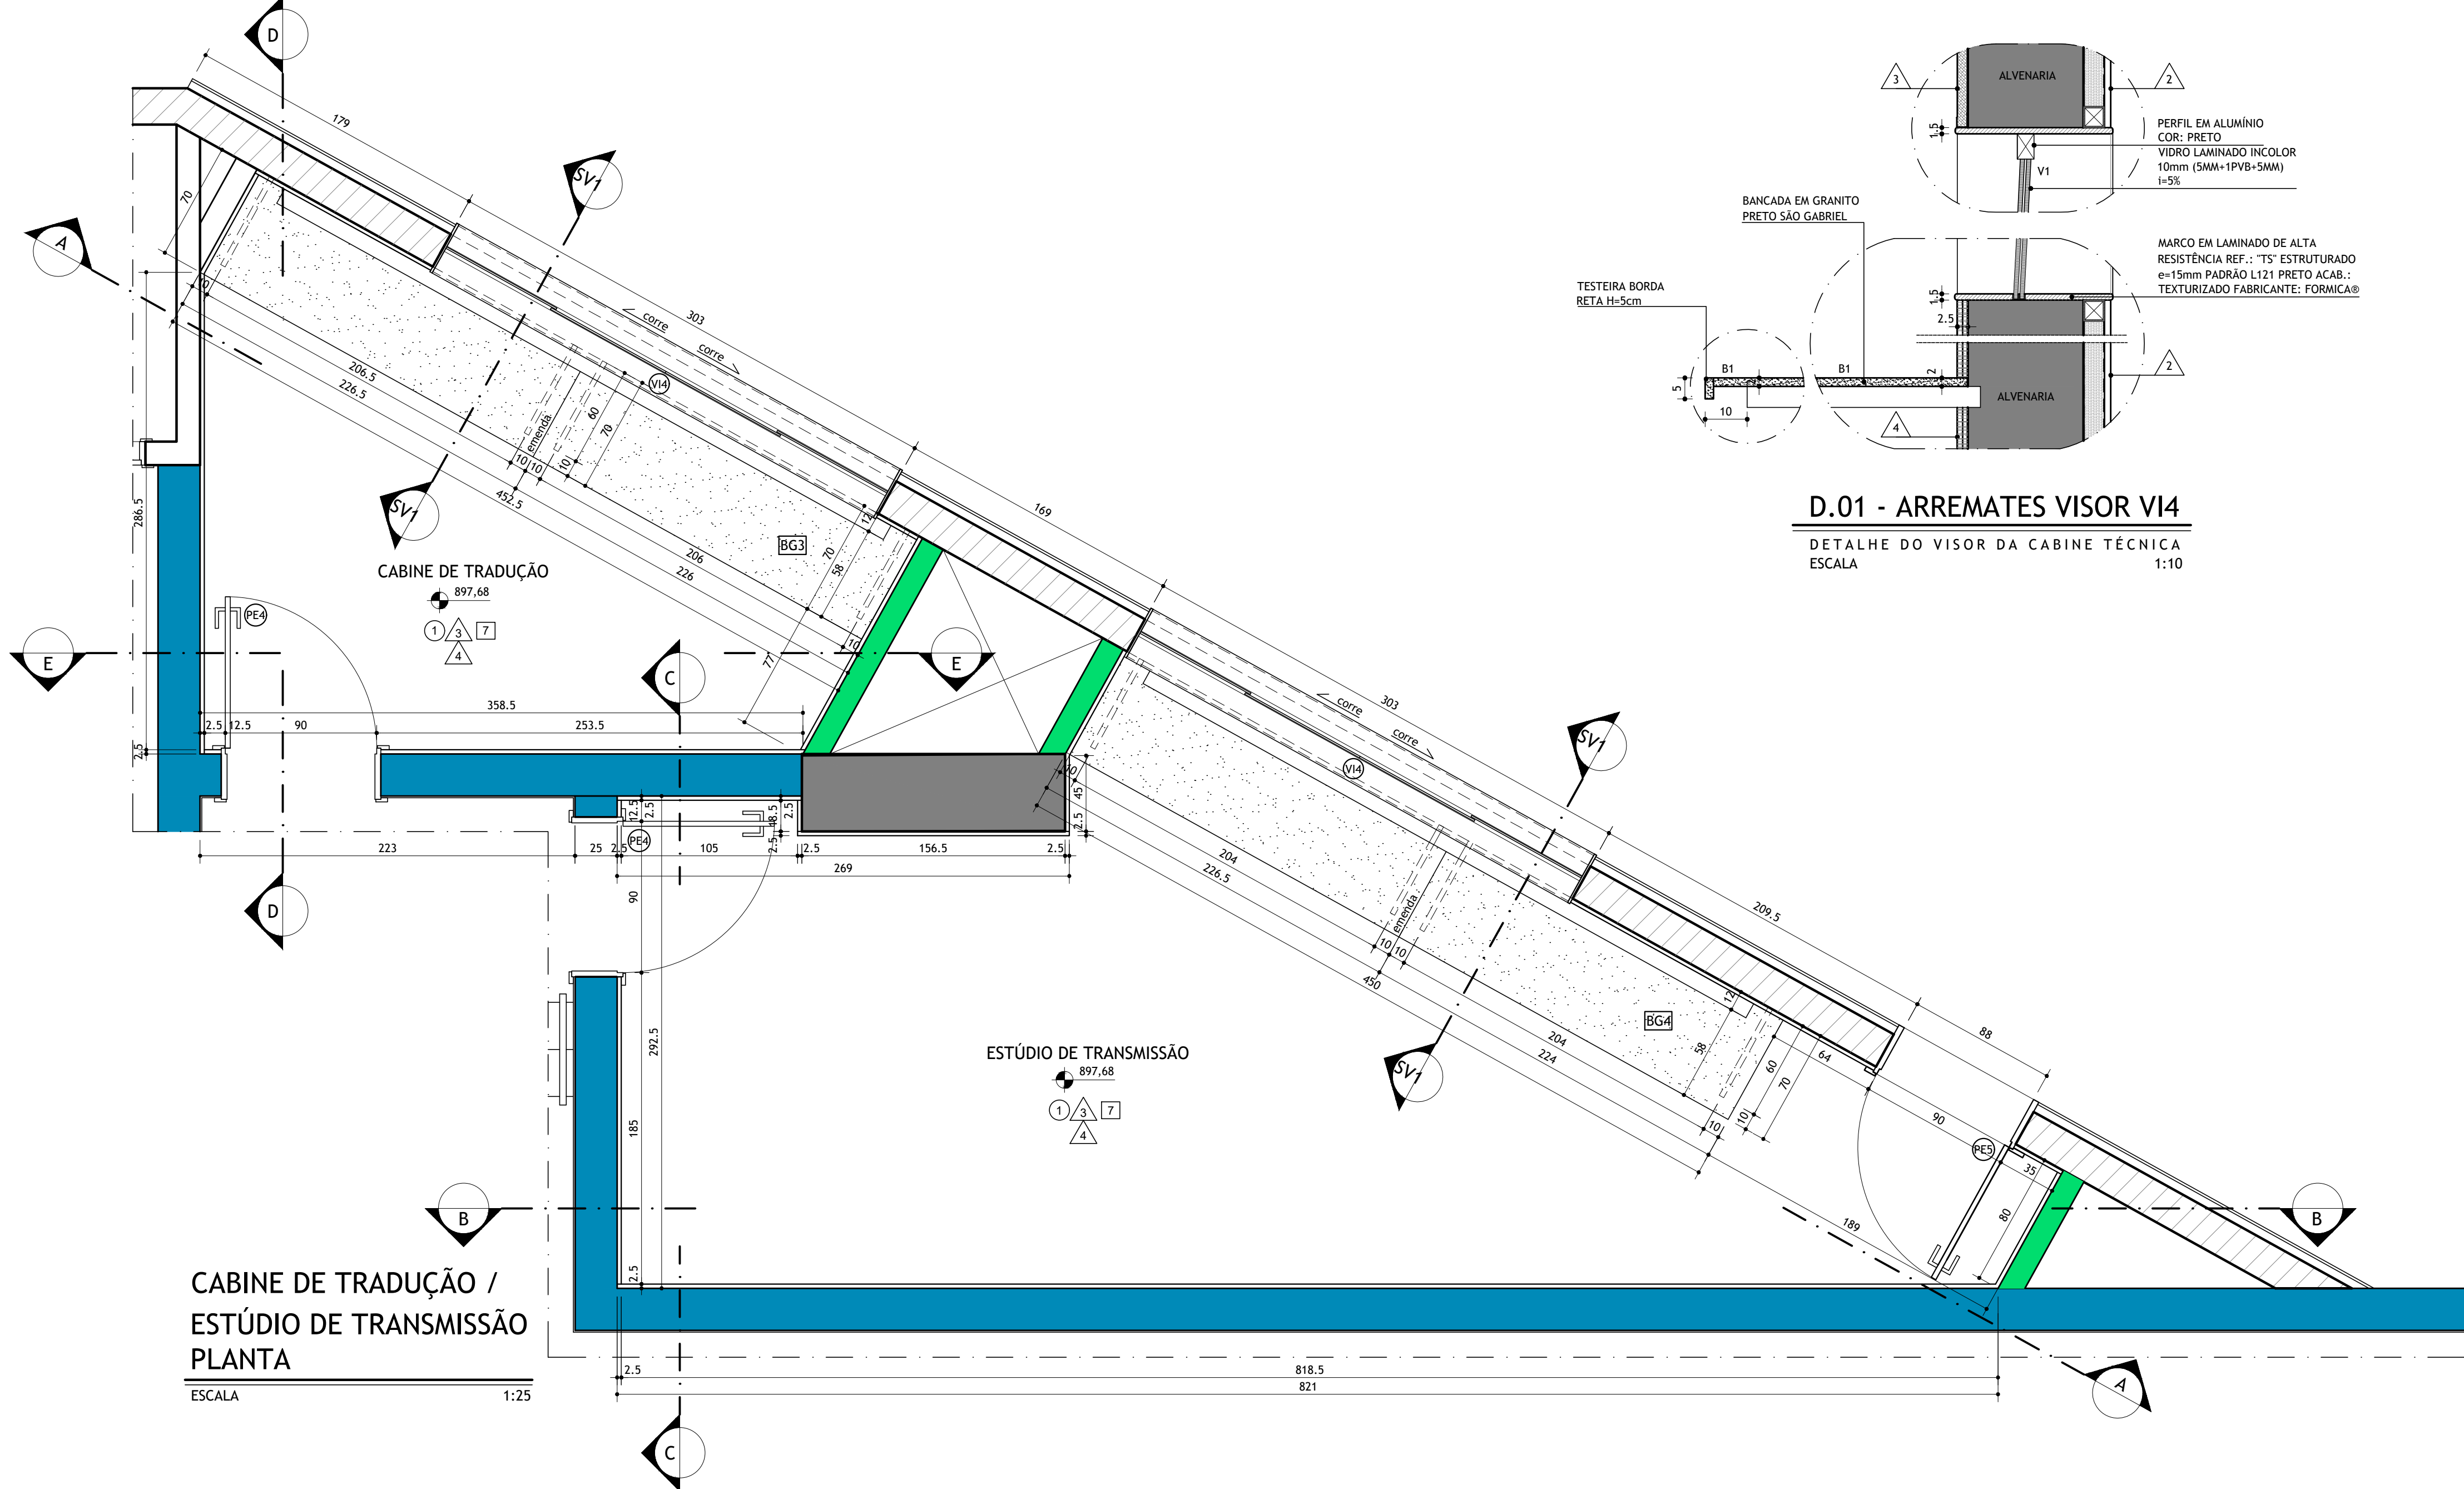 D
179
70
A
SV1
303
corre
corre
VI4
10
206.5
226.5
452.5
emenda
60
70
10
10
10
SV1
286.5
206
226
BG3
12
70
58
10
77
169
CABINE DE TRADUÇÃO
897,68
1
3
7
4
PE4
E
E
C
358.5
2.5
12.5
90
253.5
2.5
12.5
2.5
48.5
2.5
2.5
PE4
223
25
2.5
105
2.5
156.5
2.5
269
45
2.5
D
90
292.5
185
2.5
303
corre
corre
VI4
SV1
10
204
226.5
450
emenda
10
10
SV1
204
224
BG4
12
58
60
70
10
10
64
209.5
88
90
PE5
35
80
189
ESTÚDIO DE TRANSMISSÃO
897,68
1
3
7
4
B
B
2.5
818.5
821
A
C
CABINE DE TRADUÇÃO /
ESTÚDIO DE TRANSMISSÃO
PLANTA
ESCALA 1:25
ALVENARIA
3
2
1.5
PERFIL EM ALUMÍNIO
COR: PRETO
VIDRO LAMINADO INCOLOR
10mm (5MM+1PVB+5MM)
i=5%
V1
BANCADA EM GRANITO
PRETO SÃO GABRIEL
MARCO EM LAMINADO DE ALTA
RESISTÊNCIA REF.: "TS" ESTRUTURADO
e=15mm PADRÃO L121 PRETO ACAB.:
TEXTURIZADO FABRICANTE: FORMICA®
TESTEIRA BORDA
RETA H=5cm
1.5
2.5
B1
B1
2
5
10
2
ALVENARIA
4
D.01 - ARREMATES VISOR VI4
DETALHE DO VISOR DA CABINE TÉCNICA
ESCALA 1:10